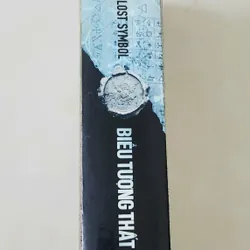 LOST SYMBOL
BIỂU TƯỢNG THẤT